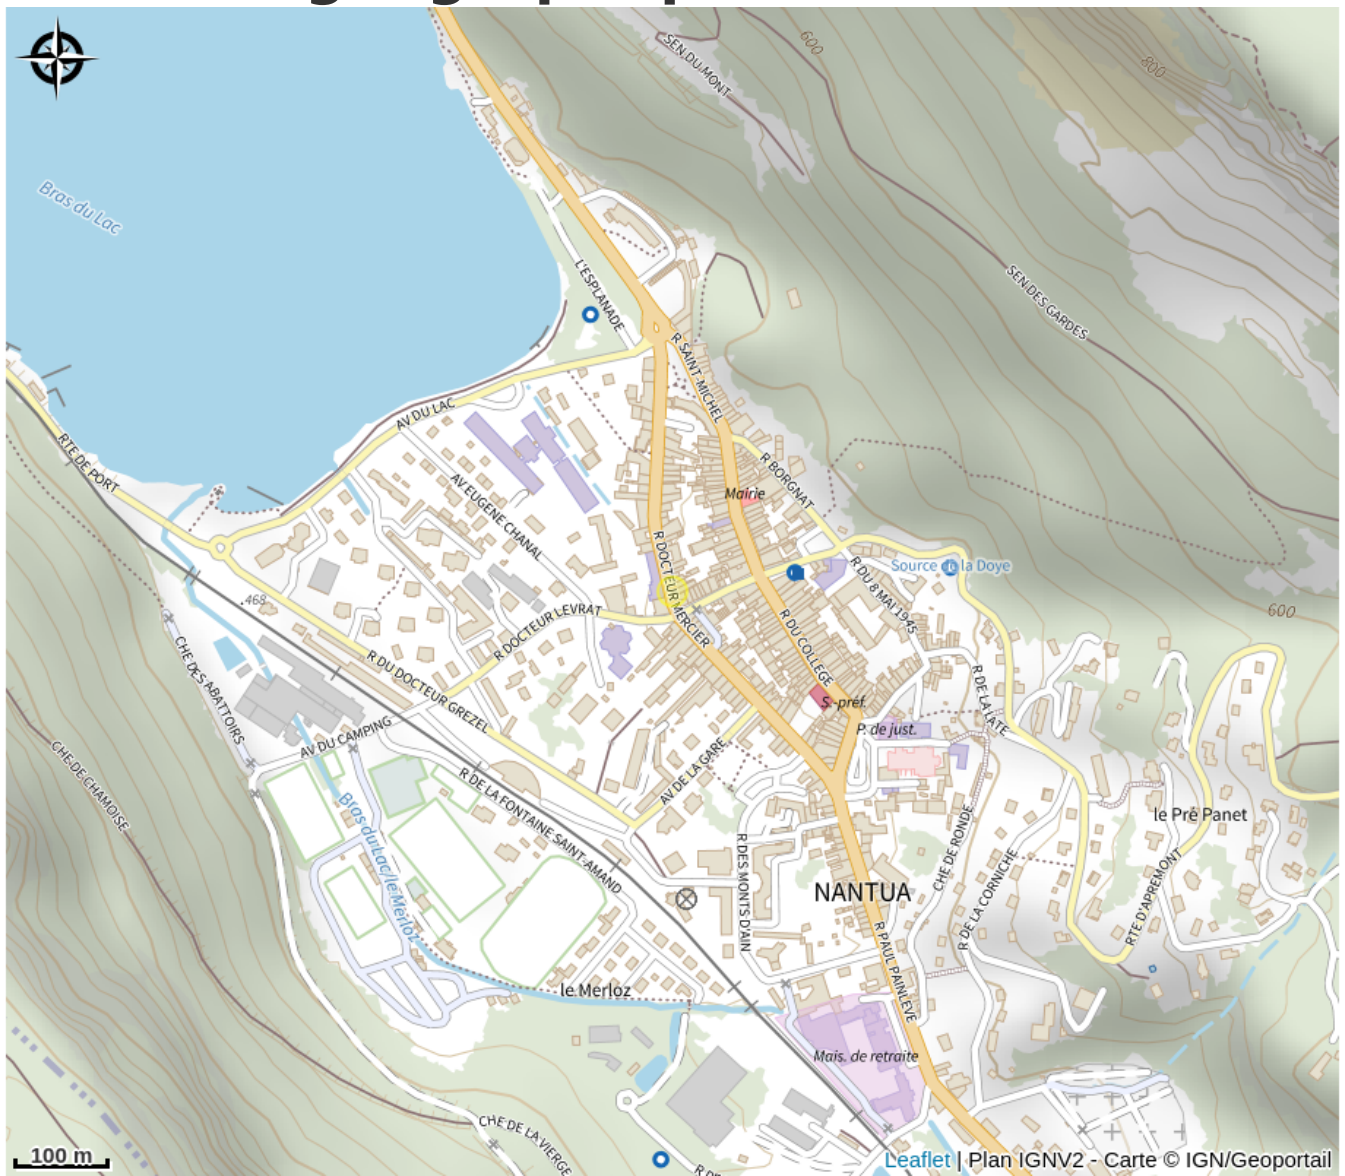 600
800
SEN DU MONT
Bras du Lac
SEN DES GARDES
L'ESPLANADE
R SAINT-MICHEL
AV DU LAC
RTE DE PORT
R BORGNAT
Mairie
AV EUGENE CHANAL
R DOCTEUR MERCIER
Source de la Doye
R DU 8 MAI 1945
.468
600
R DOCTEUR LEVRAT
R DU COLLEGE
CHE DES ABATTOIRS
R DU DOCTEUR GREZEL
R DE LA LATE
S.-préf.
P. de just.
AV DU CAMPING
CHE DE CHAMOISE
AV DE LA GARE
R DE LA FONTAINE SAINT-AMAND
Bras du Lac/le Merloz
le Pré Panet
R DES MONTS D'AIN
CHE DE RONDE
R DE LA CORNICHE
RTE D'APREMONT
NANTUA
R PAUL PAINLEVE
le Merloz
Mais. de retraite
CHE DE LA VIERGE
100 m
Leaflet | Plan IGNV2 - Carte © IGN/Geoportail